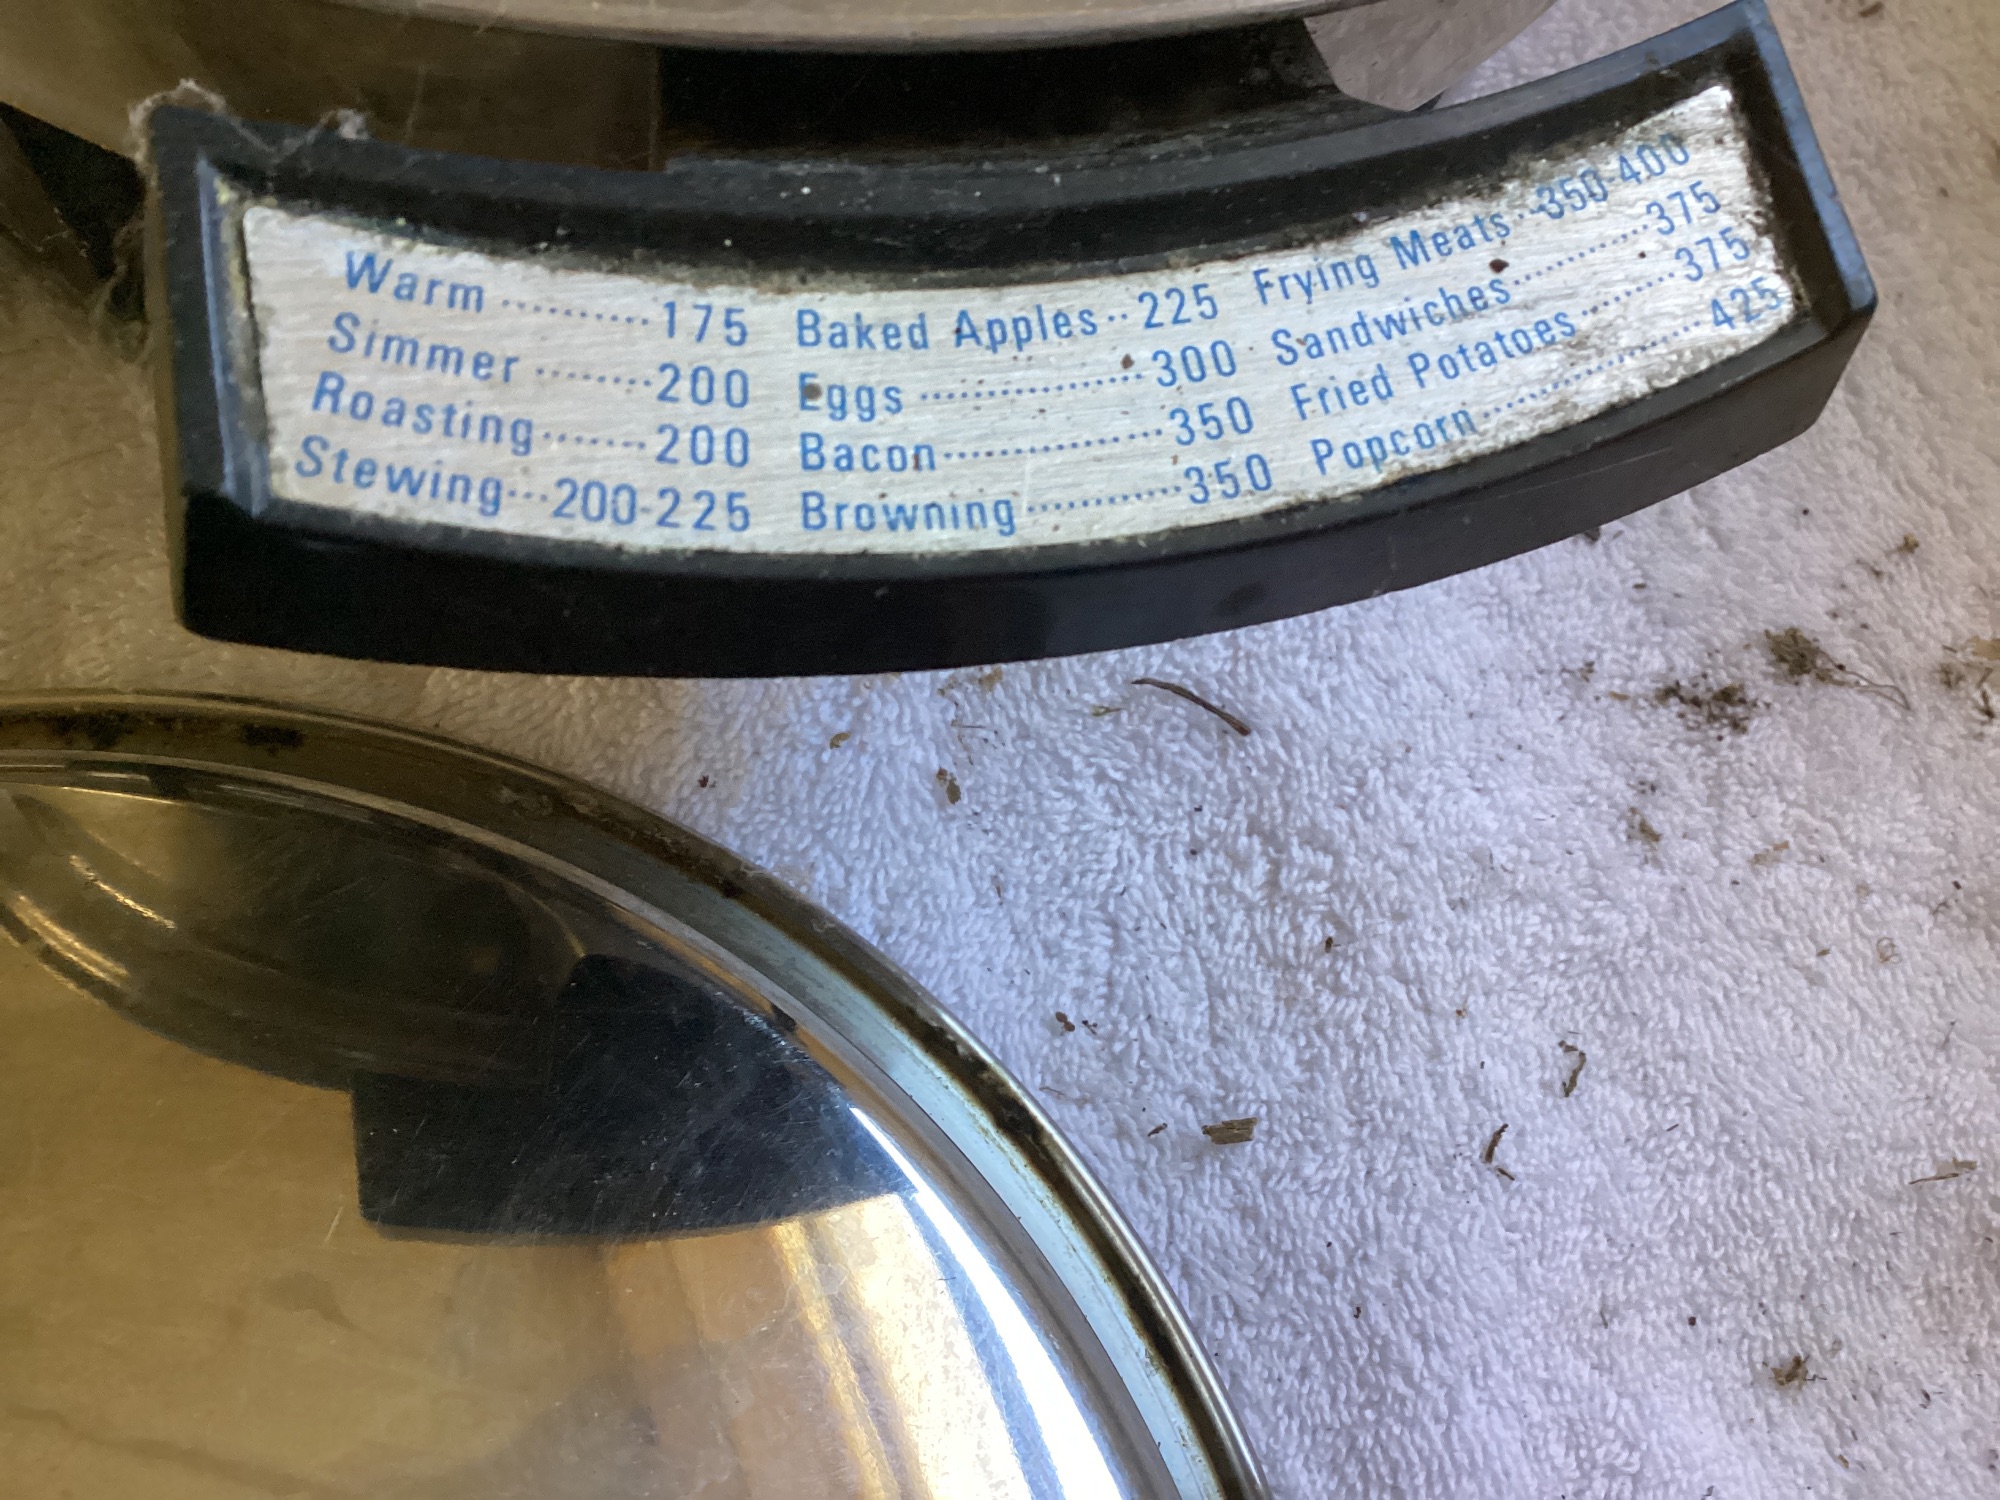 Warm ·········· 175 Baked Apples ·· 225 Frying Meats ·· 350-400
Simmer ········ 200 Eggs ················ 300 Sandwiches ············ 375
Roasting ······· 200 Bacon ··············· 350 Fried Potatoes ········ 375
Stewing ··· 200-225 Browning ··········· 350 Popcorn ················ 425